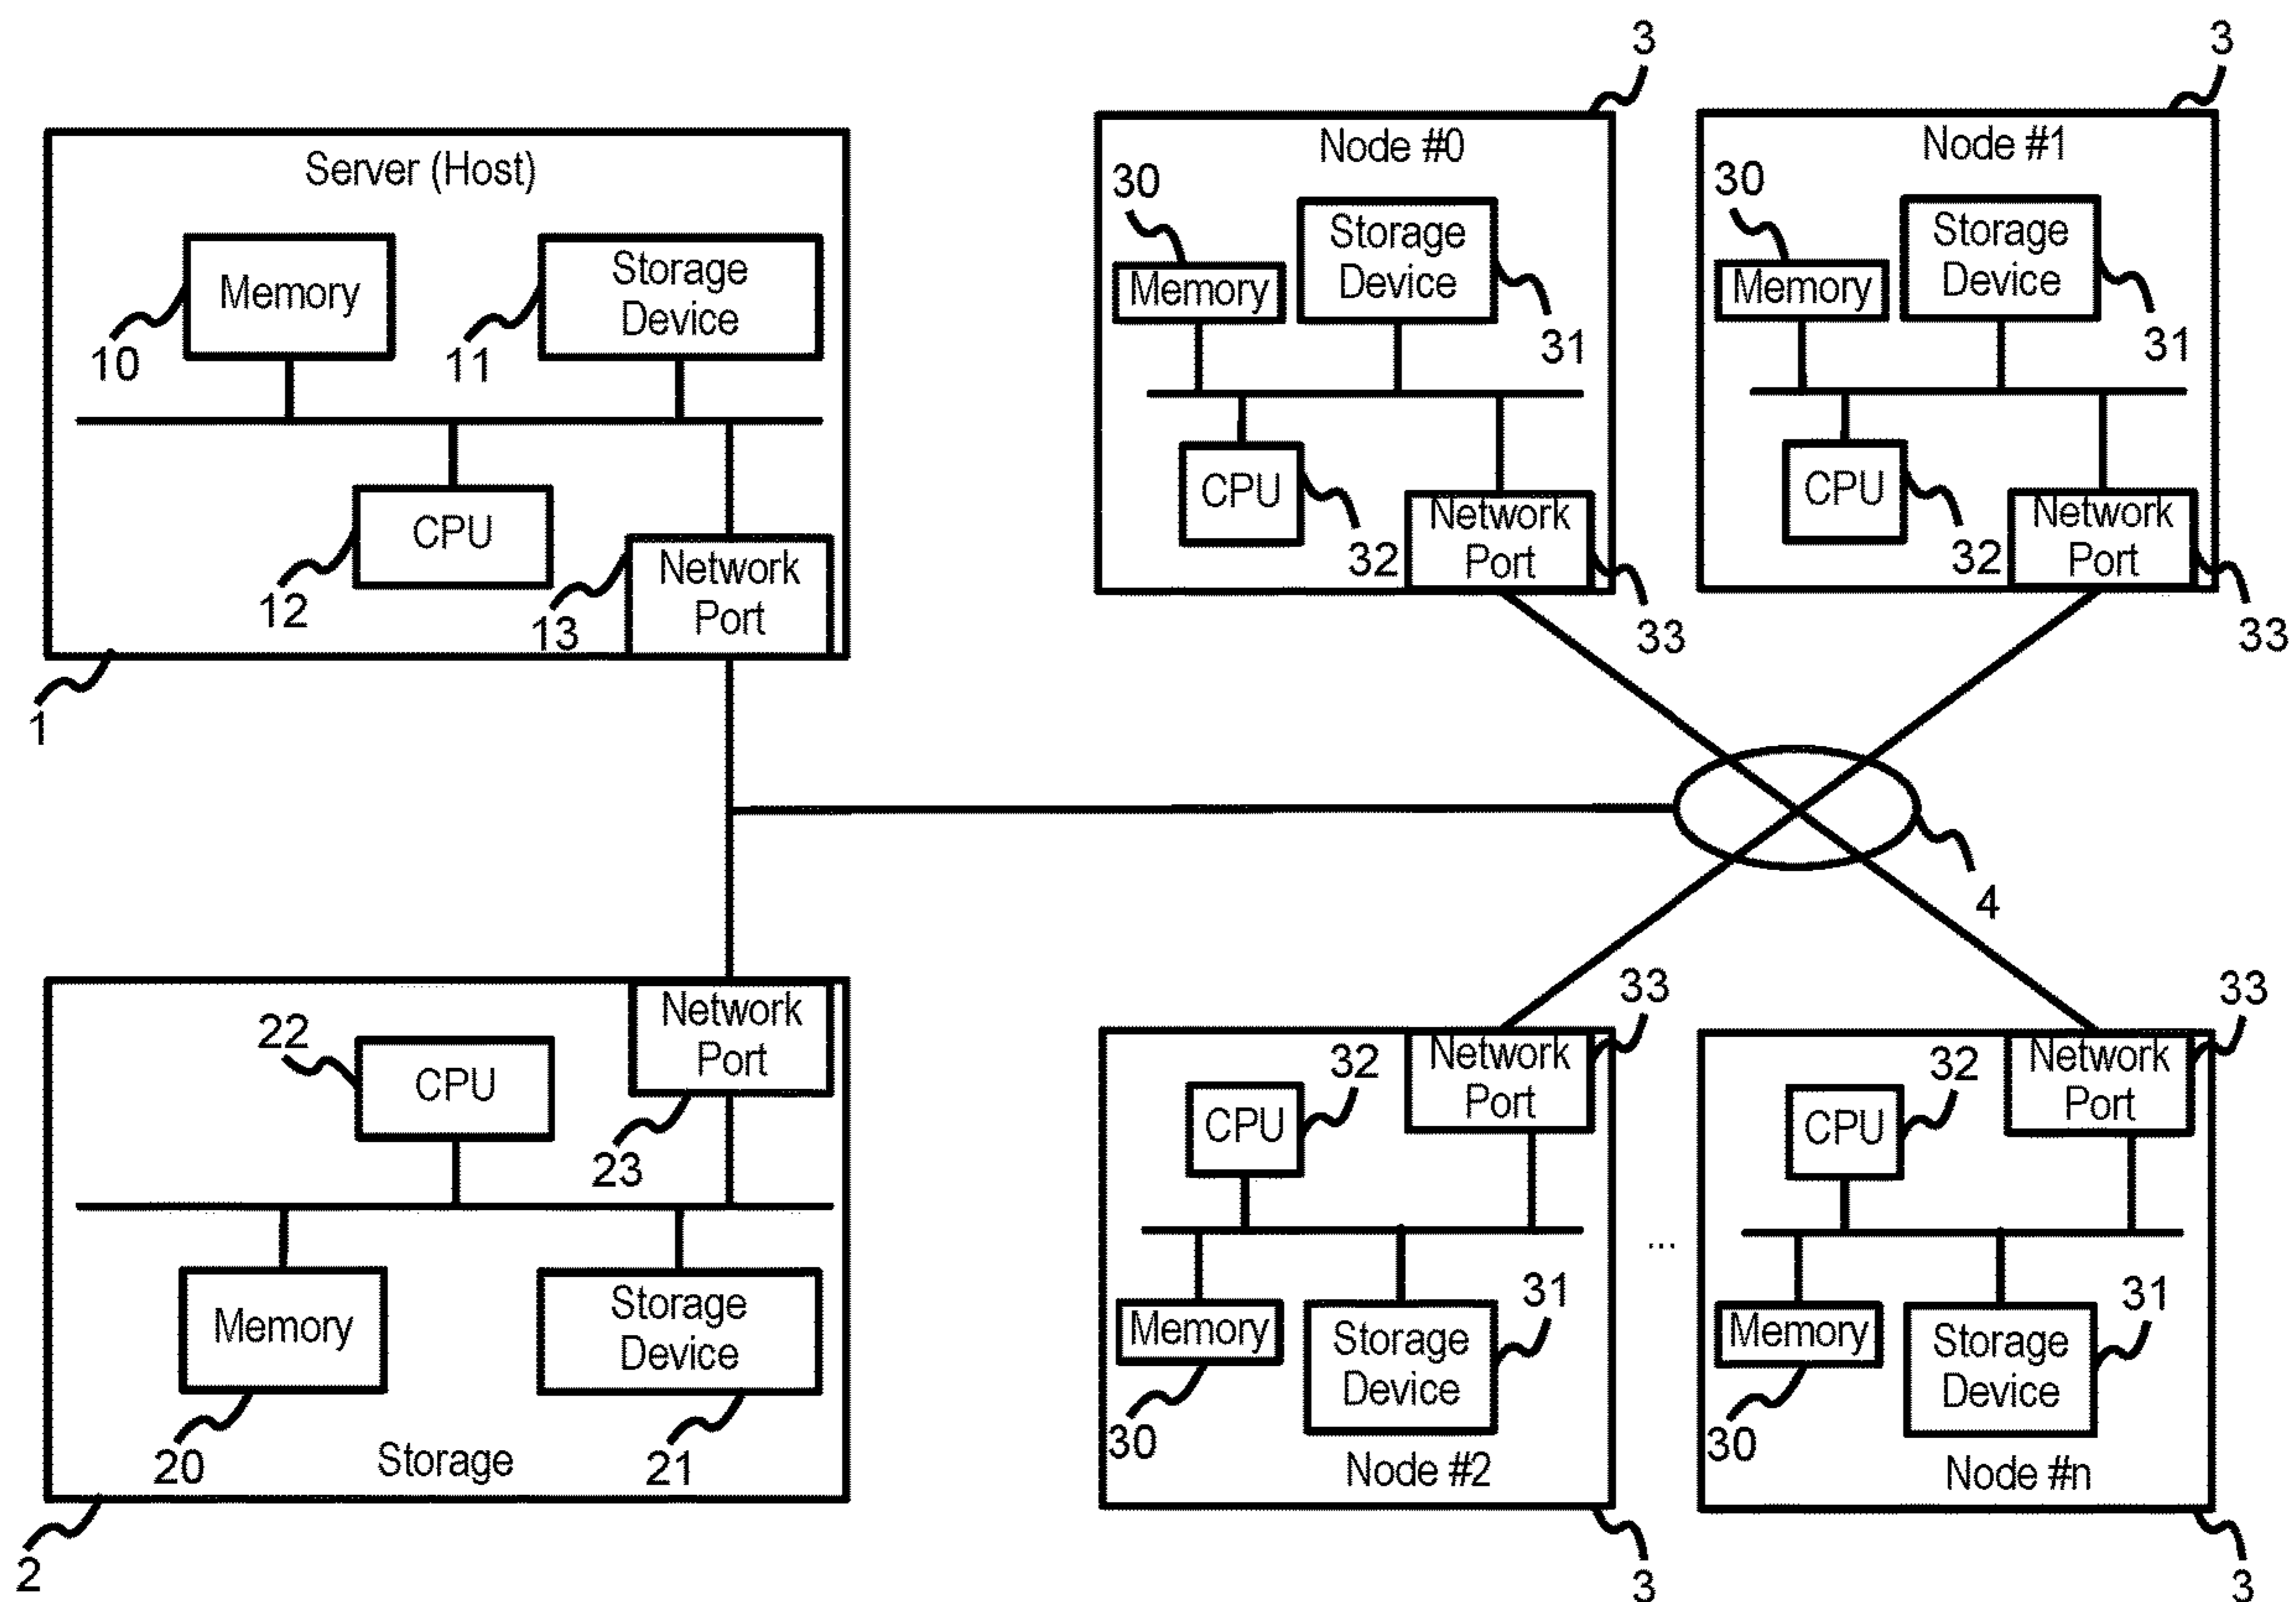 3
3
Server (Host)
Memory
Storage
Device
10
11
CPU
12
Network
Port
13
1
Node #0
30
Memory
Storage
Device
31
CPU
32
Network
Port
33
Node #1
30
Memory
Storage
Device
31
CPU
32
Network
Port
33
4
Network
Port
22
CPU
23
Memory
Storage
Device
20
Storage
21
2
33
32
Network
Port
CPU
31
Memory
Storage
Device
30
Node #2
3
...
33
32
Network
Port
CPU
31
Memory
Storage
Device
30
Node #n
3